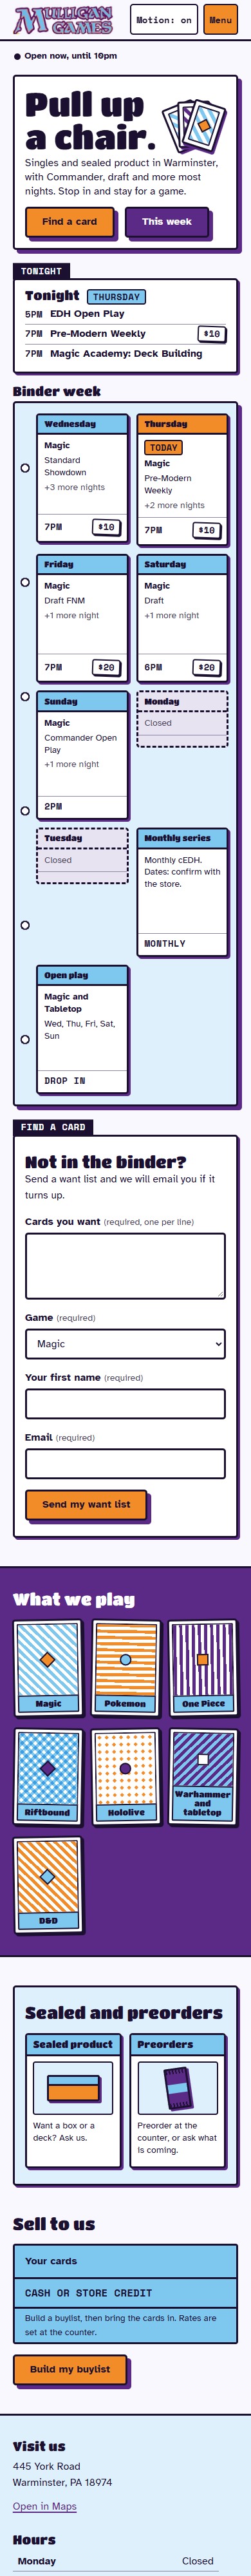 MULLIGAN GAMES
Motion: on
Menu
Open now, until 10pm
Pull up
a chair.
Singles and sealed product in Warminster,
with Commander, draft and more most
nights. Stop in and stay for a game.
Find a card
This week
TONIGHT
Tonight THURSDAY
5PM EDH Open Play
7PM Pre-Modern Weekly $10
7PM Magic Academy: Deck Building
Binder week
Wednesday
Magic
Standard
Showdown
+3 more nights
7PM $10
Thursday
TODAY
Magic
Pre-Modern
Weekly
+2 more nights
7PM $10
Friday
Magic
Draft FNM
+1 more night
7PM $20
Saturday
Magic
Draft
+1 more night
6PM $20
Sunday
Magic
Commander Open
Play
+1 more night
2PM
Monday
Closed
Tuesday
Closed
Monthly series
Monthly cEDH.
Dates: confirm with
the store.
MONTHLY
Open play
Magic and
Tabletop
Wed, Thu, Fri, Sat,
Sun
DROP IN
FIND A CARD
Not in the binder?
Send a want list and we will email you if it
turns up.
Cards you want (required, one per line)
Game (required)
Magic
Your first name (required)
Email (required)
Send my want list
What we play
Magic
Pokemon
One Piece
Riftbound
Hololive
Warhammer
and
tabletop
D&D
Sealed and preorders
Sealed product
Want a box or a
deck? Ask us.
Preorders
Preorder at the
counter, or ask what
is coming.
Sell to us
Your cards
CASH OR STORE CREDIT
Build a buylist, then bring the cards in. Rates are
set at the counter.
Build my buylist
Visit us
445 York Road
Warminster, PA 18974
Open in Maps
Hours
Monday Closed